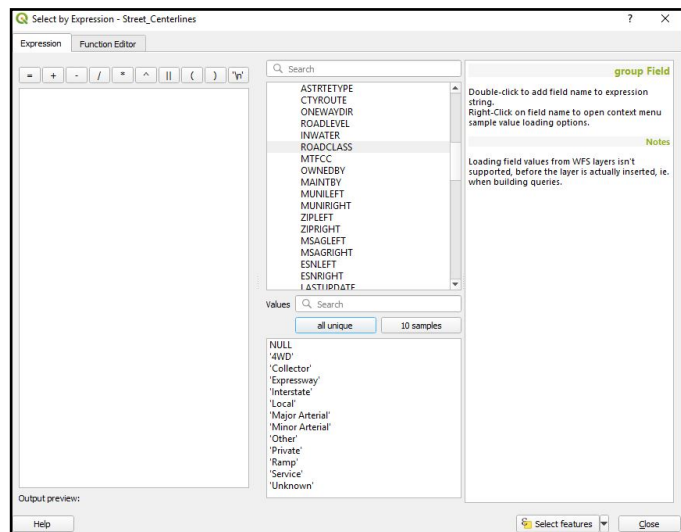 Select by Expression - Street_Centerlines
? X
Expression
Function Editor
= + - / * ^ || ( ) '\n'
Search
ASTRTETYPE
CTYROUTE
ONEWAYDIR
ROADLEVEL
INWATER
ROADCLASS
MTFCC
OWNEDBY
MAINTBY
MUNILEFT
MUNIRIGHT
ZIPLEFT
ZIPRIGHT
MSAGLEFT
MSAGRIGHT
ESNLEFT
ESNRIGHT
LASTUPDATE
Values
Search
all unique
10 samples
NULL
'4WD'
'Collector'
'Expressway'
'Interstate'
'Local'
'Major Arterial'
'Minor Arterial'
'Other'
'Private'
'Ramp'
'Service'
'Unknown'
group Field
Double-click to add field name to expression
string.
Right-Click on field name to open context menu
sample value loading options.
Notes
Loading field values from WFS layers isn't
supported, before the layer is actually inserted, ie.
when building queries.
Output preview:
Help
Select features
Close